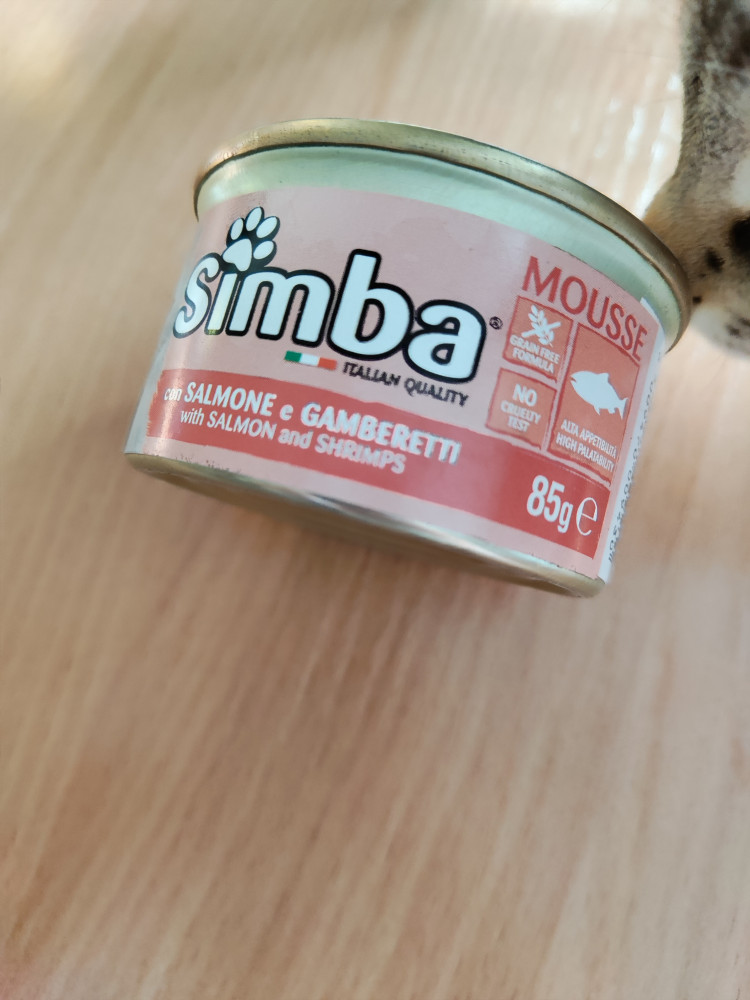 Simba®
ITALIAN QUALITY
con SALMONE e GAMBERETTI
with SALMON and SHRIMPS
MOUSSE
GRAIN FREE
FORMULA
NO
CRUELTY
TEST
ALTA APPETIBILITÀ
HIGH PALATABILITY
85g ℮